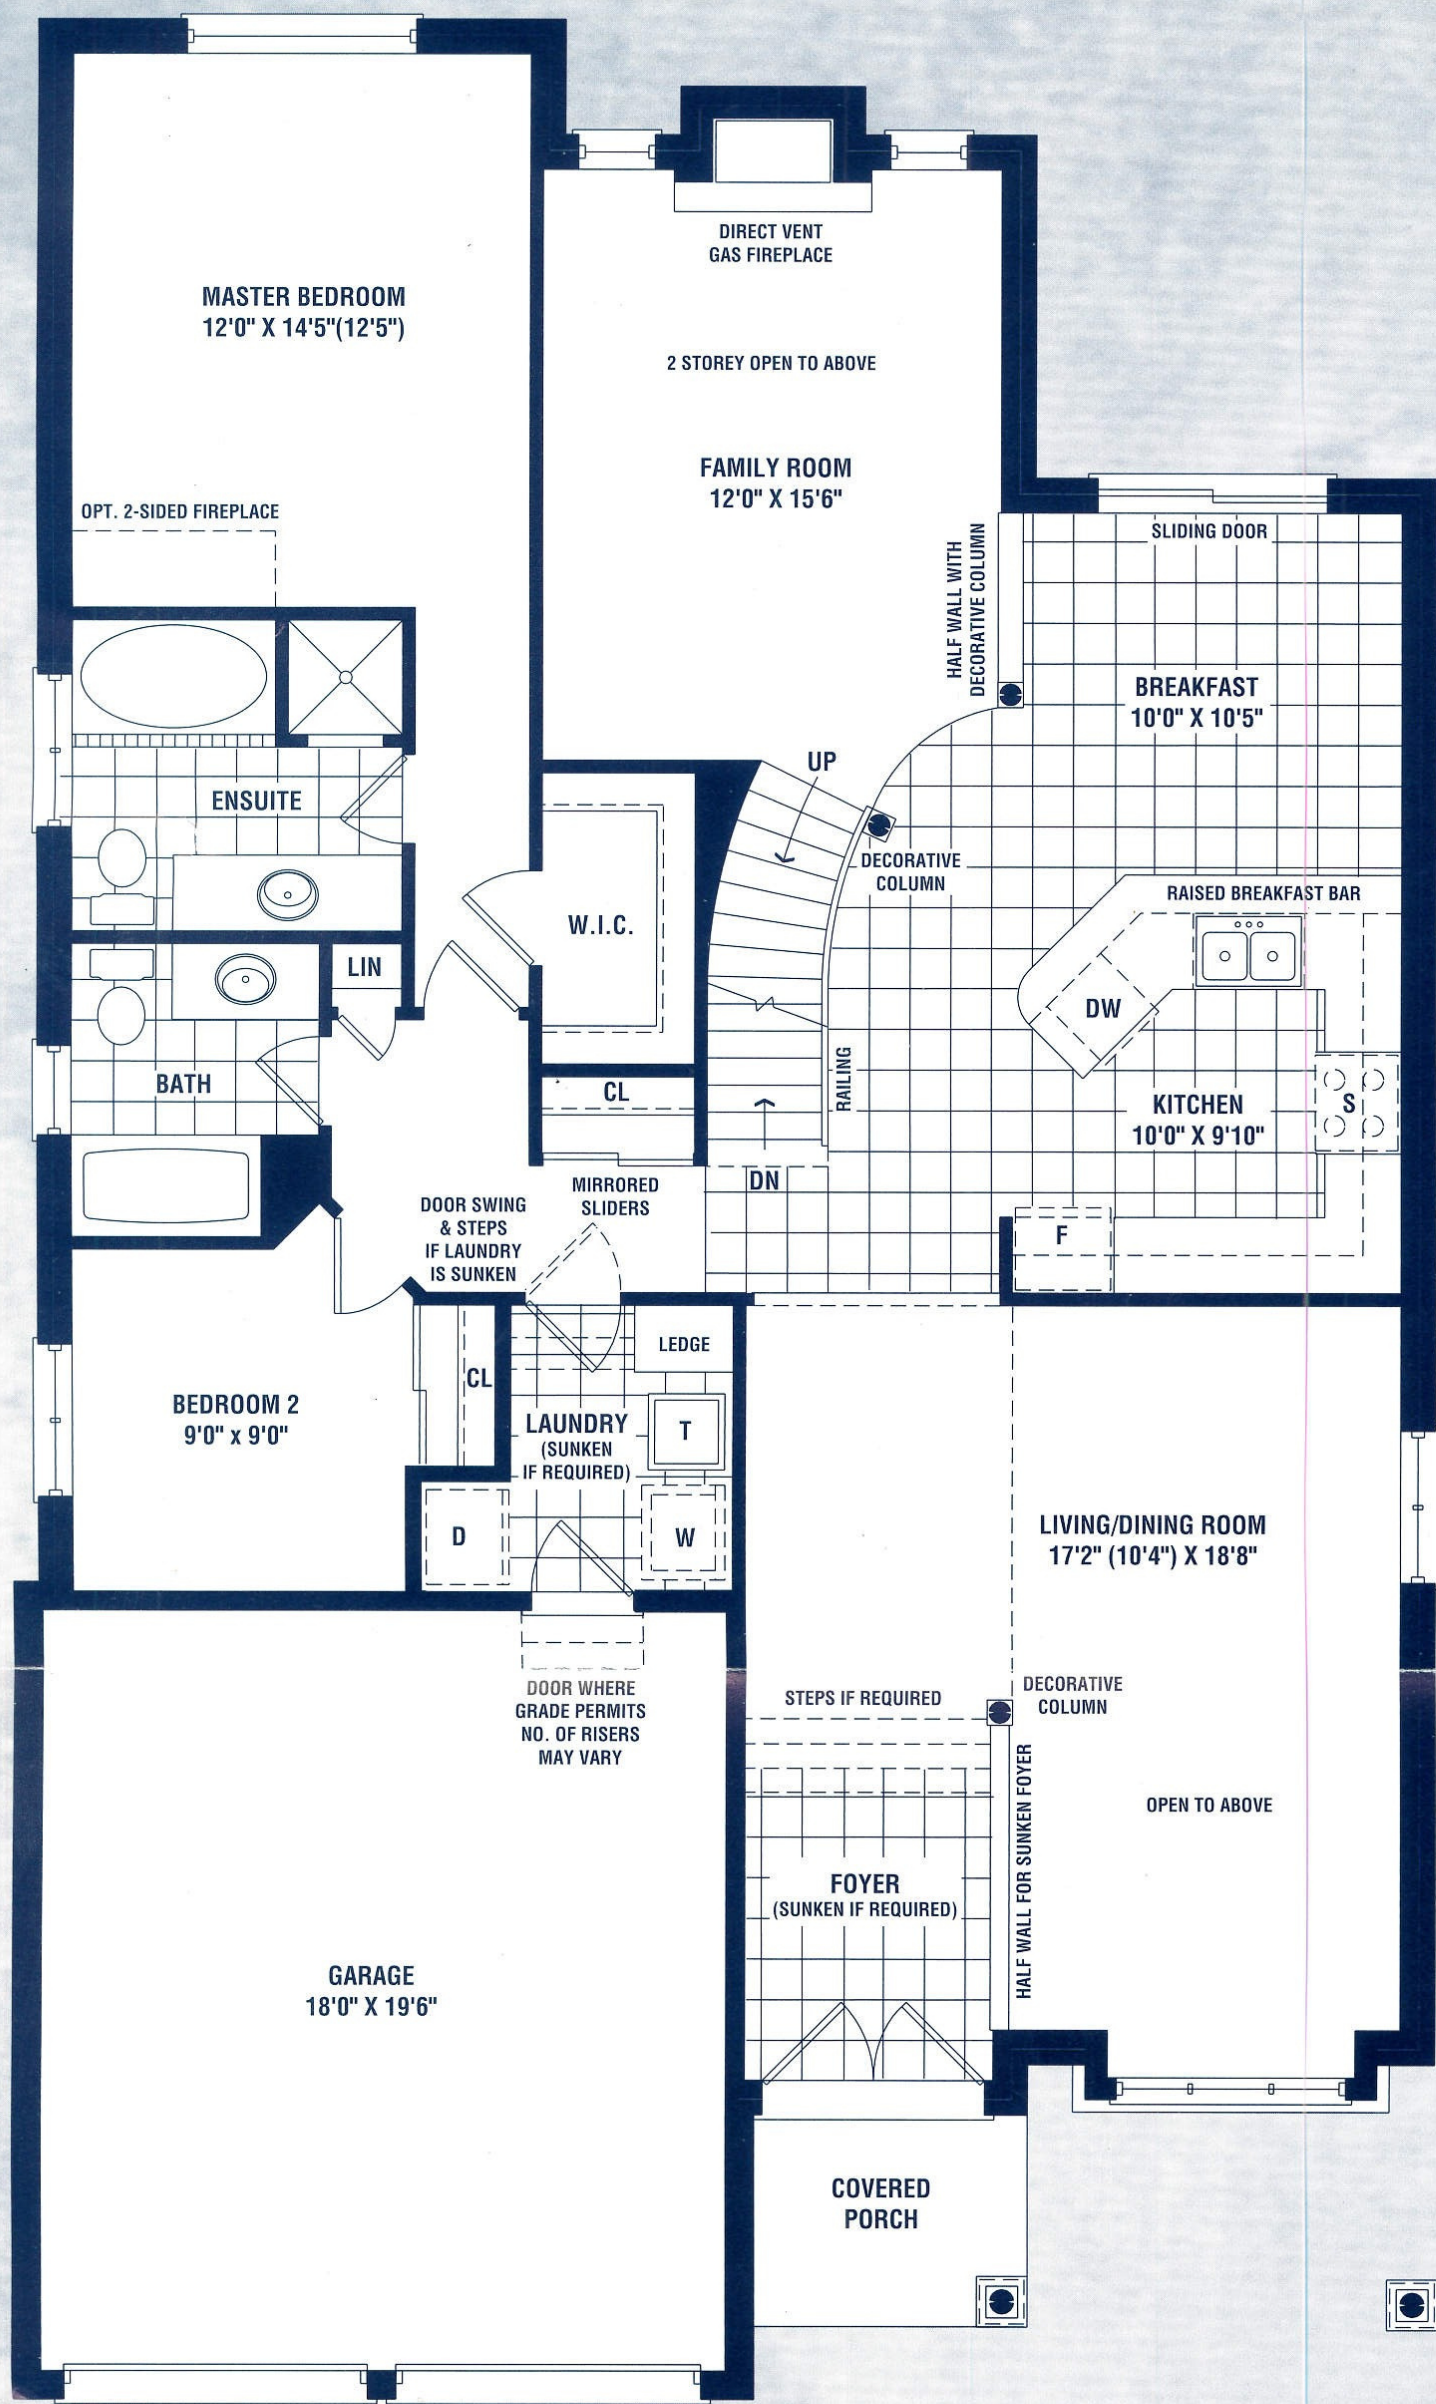 DIRECT VENT
GAS FIREPLACE
MASTER BEDROOM
12'0" X 14'5"(12'5")
2 STOREY OPEN TO ABOVE
FAMILY ROOM
12'0" X 15'6"
OPT. 2-SIDED FIREPLACE
SLIDING DOOR
HALF WALL WITH
DECORATIVE COLUMN
BREAKFAST
10'0" X 10'5"
UP
ENSUITE
DECORATIVE
COLUMN
RAISED BREAKFAST BAR
W.I.C.
LIN
DW
BATH
CL
RAILING
KITCHEN
10'0" X 9'10"
S
DN
MIRRORED
SLIDERS
DOOR SWING
& STEPS
IF LAUNDRY
IS SUNKEN
F
LEDGE
CL
BEDROOM 2
9'0" x 9'0"
LAUNDRY
(SUNKEN
IF REQUIRED)
T
D
W
LIVING/DINING ROOM
17'2" (10'4") X 18'8"
DOOR WHERE
GRADE PERMITS
NO. OF RISERS
MAY VARY
STEPS IF REQUIRED
DECORATIVE
COLUMN
HALF WALL FOR SUNKEN FOYER
OPEN TO ABOVE
FOYER
(SUNKEN IF REQUIRED)
GARAGE
18'0" X 19'6"
COVERED
PORCH